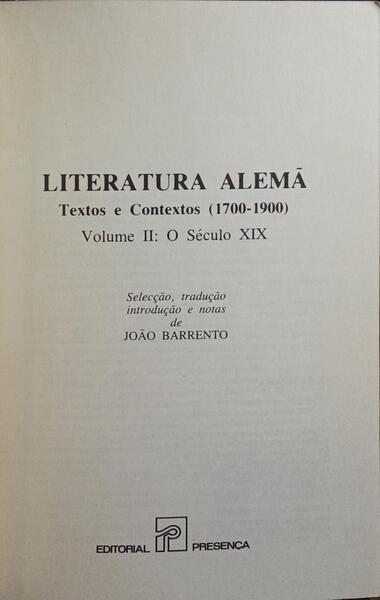 LITERATURA ALEMÃ
Textos e Contextos (1700-1900)
Volume II: O Século XIX
Selecção, tradução
introdução e notas
de
JOÃO BARRENTO
EDITORIAL PRESENÇA